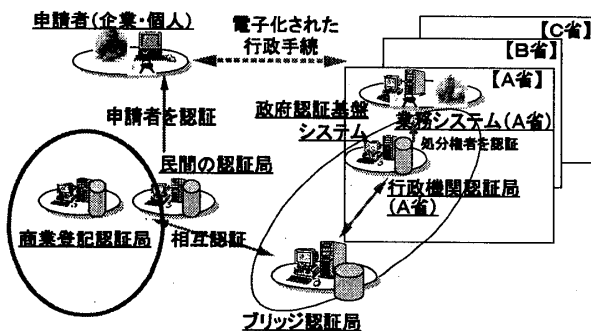 申請者(企業・個人)
電子化された
行政手続
【C省】
【B省】
【A省】
申請者を認証
政府認証基盤
システム
業務システム(A省)
処分権者を認証
民間の認証局
行政機関認証局
(A省)
商業登記認証局
相互認証
ブリッジ認証局